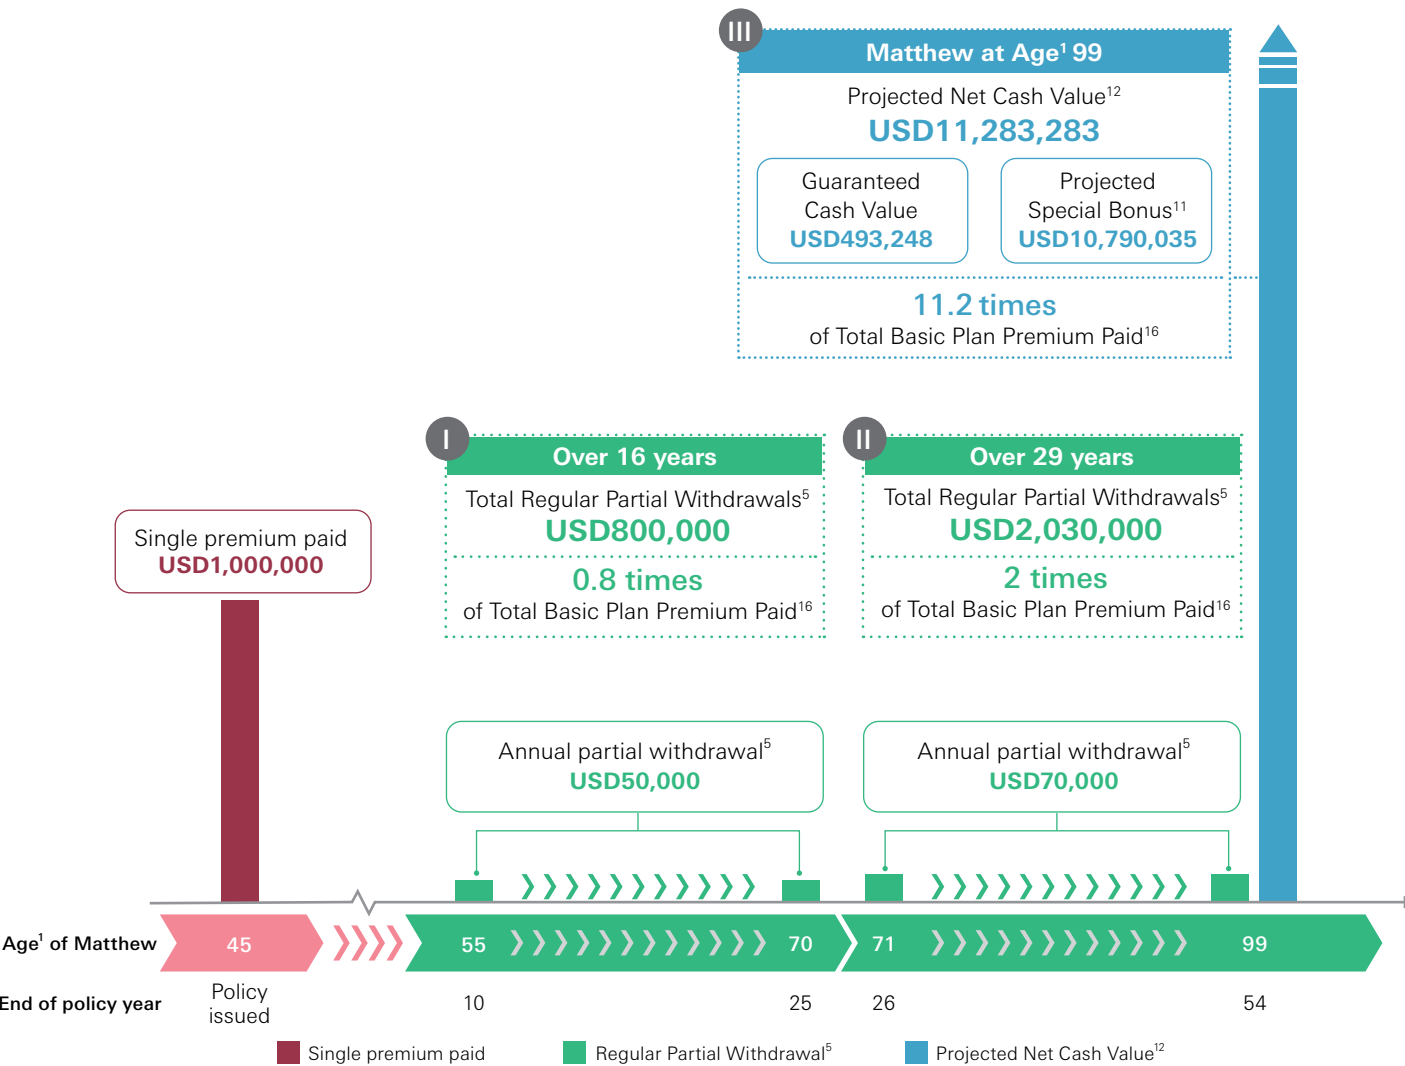 III
Matthew at Age¹ 99
Projected Net Cash Value¹²
USD11,283,283
Guaranteed
Cash Value
USD493,248
Projected
Special Bonus¹¹
USD10,790,035
11.2 times
of Total Basic Plan Premium Paid¹⁶
I
Over 16 years
Total Regular Partial Withdrawals⁵
USD800,000
0.8 times
of Total Basic Plan Premium Paid¹⁶
II
Over 29 years
Total Regular Partial Withdrawals⁵
USD2,030,000
2 times
of Total Basic Plan Premium Paid¹⁶
Single premium paid
USD1,000,000
Annual partial withdrawal⁵
USD50,000
Annual partial withdrawal⁵
USD70,000
Age¹ of Matthew 45 55 70 71 99
End of policy year Policy issued 10 25 26 54
Single premium paid Regular Partial Withdrawal⁵ Projected Net Cash Value¹²